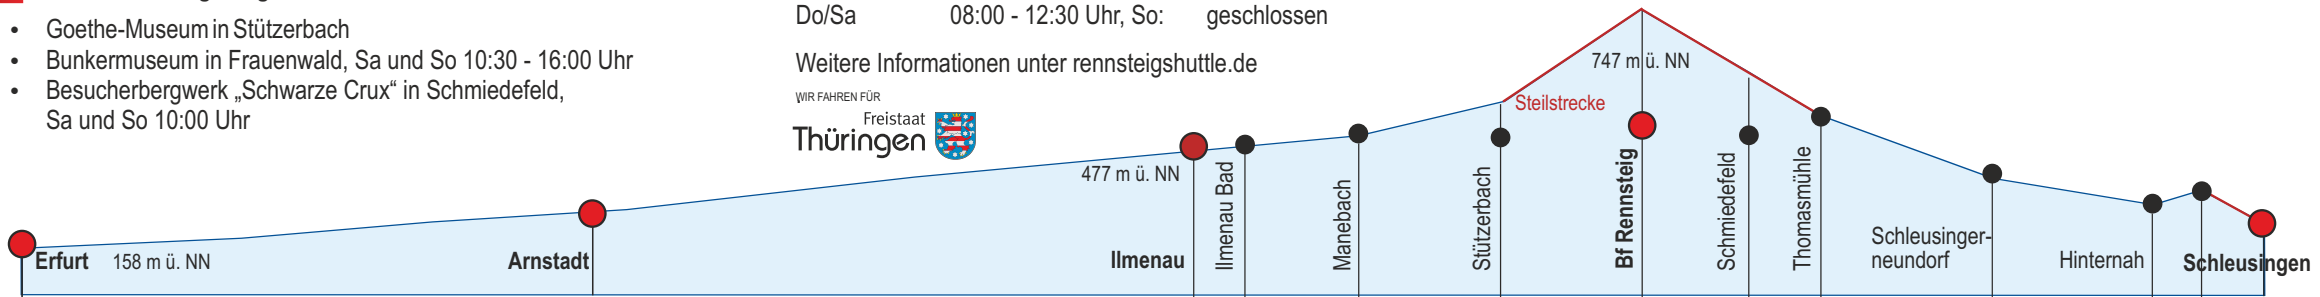 • Goethe-Museum in Stützerbach
• Bunkermuseum in Frauenwald, Sa und So 10:30 - 16:00 Uhr
• Besucherbergwerk „Schwarze Crux“ in Schmiedefeld,
Sa und So 10:00 Uhr
Do/Sa 08:00 - 12:30 Uhr, So: geschlossen
Weitere Informationen unter rennsteigshuttle.de
WIR FAHREN FÜR
Freistaat
Thüringen
747 m ü. NN
Steilstrecke
477 m ü. NN
Erfurt 158 m ü. NN
Arnstadt
Ilmenau
Ilmenau Bad
Manebach
Stützerbach
Bf Rennsteig
Schmiedefeld
Thomasmühle
Schleusinger-
neundorf
Hinternah
Schleusingen